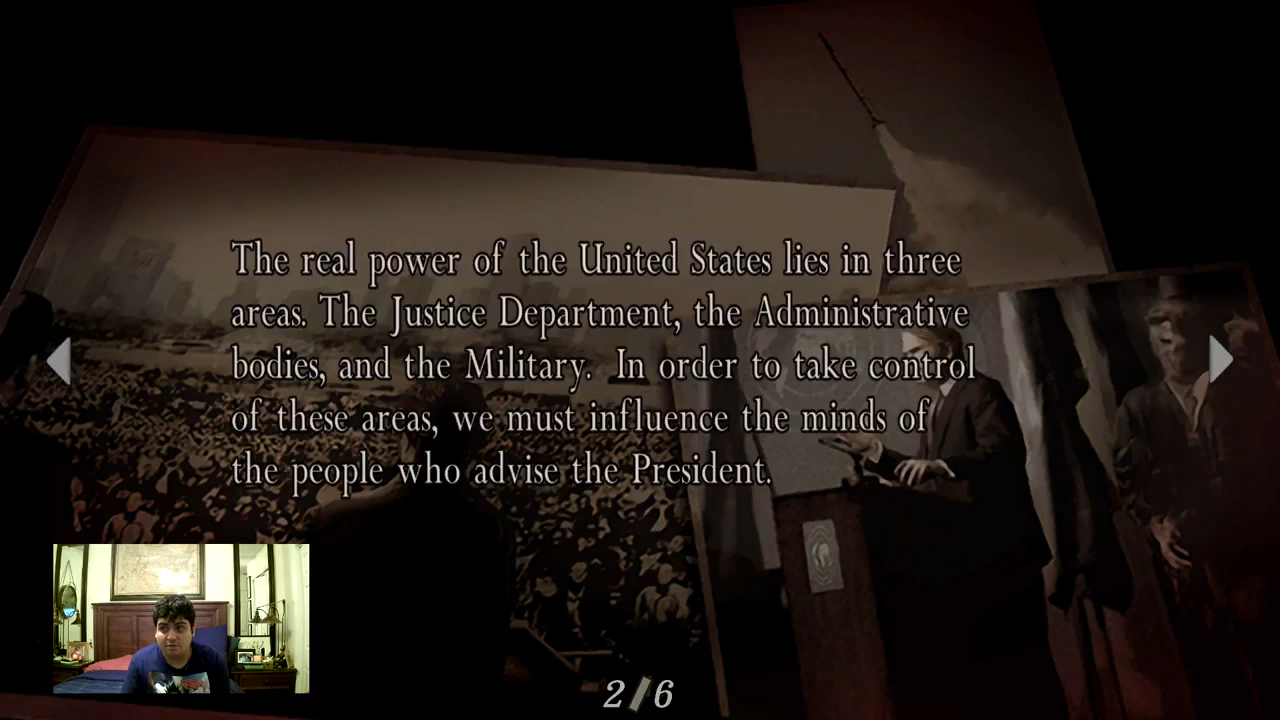 The real power of the United States lies in three
areas. The Justice Department, the Administrative
bodies, and the Military. In order to take control
of these areas, we must influence the minds of
the people who advise the President.
2/6